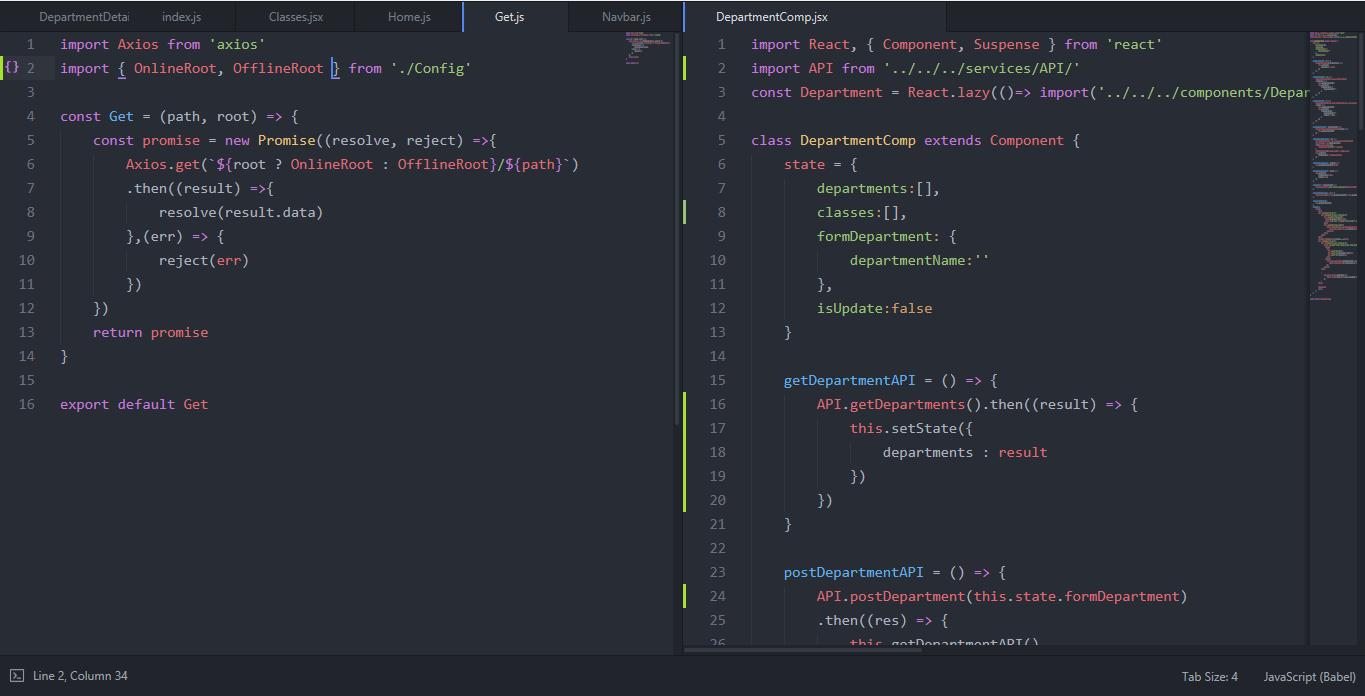 DepartmentDetai
index.js
Classes.jsx
Home.js
Get.js
Navbar.js
DepartmentComp.jsx
1 import Axios from 'axios'
{} 2 import { OnlineRoot, OfflineRoot } from './Config'
3
4 const Get = (path, root) => {
5     const promise = new Promise((resolve, reject) =>{
6         Axios.get(`${root ? OnlineRoot : OfflineRoot}/${path}`)
7         .then((result) =>{
8             resolve(result.data)
9         },(err) => {
10             reject(err)
11         })
12     })
13     return promise
14 }
15
16 export default Get
1 import React, { Component, Suspense } from 'react'
2 import API from '../../../services/API/'
3 const Department = React.lazy(()=> import('../../../components/Depar
4
5 class DepartmentComp extends Component {
6     state = {
7         departments:[],
8         classes:[],
9         formDepartment: {
10             departmentName:''
11         },
12         isUpdate:false
13     }
14
15     getDepartmentAPI = () => {
16         API.getDepartments().then((result) => {
17             this.setState({
18                 departments : result
19             })
20         })
21     }
22
23     postDepartmentAPI = () => {
24         API.postDepartment(this.state.formDepartment)
25         .then((res) => {
26             this.getDepartmentAPI()
Line 2, Column 34
Tab Size: 4
JavaScript (Babel)